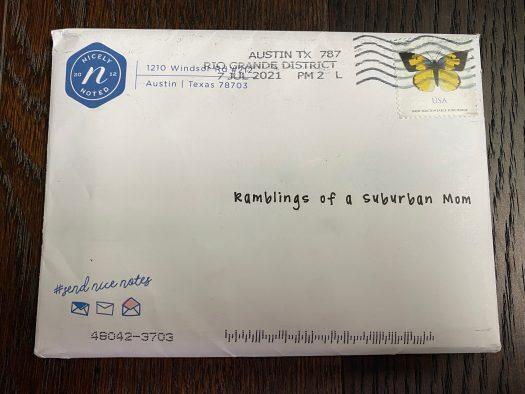 NICELY
20 n 12
NOTED
1210 Windsor Rd
Austin | Texas 78703
AUSTIN TX 787
RIO GRANDE DISTRICT
7 JUL 2021 PM 2 L
USA
Ramblings of a Suburban Mom
#send nice notes
48042-3703